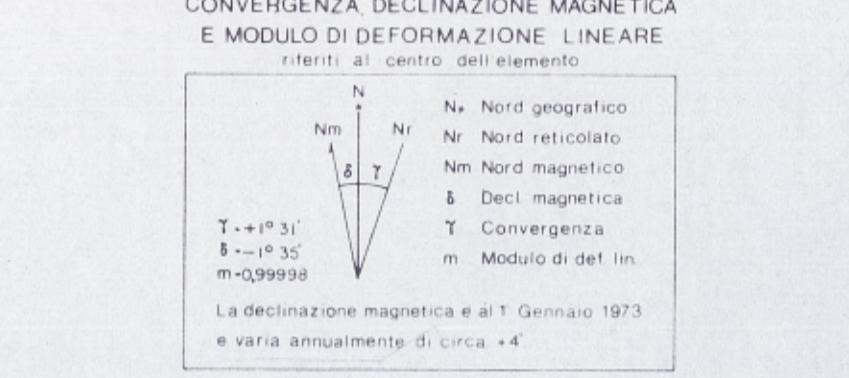 CONVERGENZA, DECLINAZIONE MAGNETICA
E MODULO DI DEFORMAZIONE LINEARE
riferiti al centro dell'elemento
N
Nm
Nr
δ
γ
N* Nord geografico
Nr Nord reticolato
Nm Nord magnetico
δ Decl. magnetica
γ Convergenza
m Modulo di def. lin.
γ = +1° 31'
δ = -1° 35'
m=0,99998
La declinazione magnetica e al 1° Gennaio 1973
e varia annualmente di circa +4'